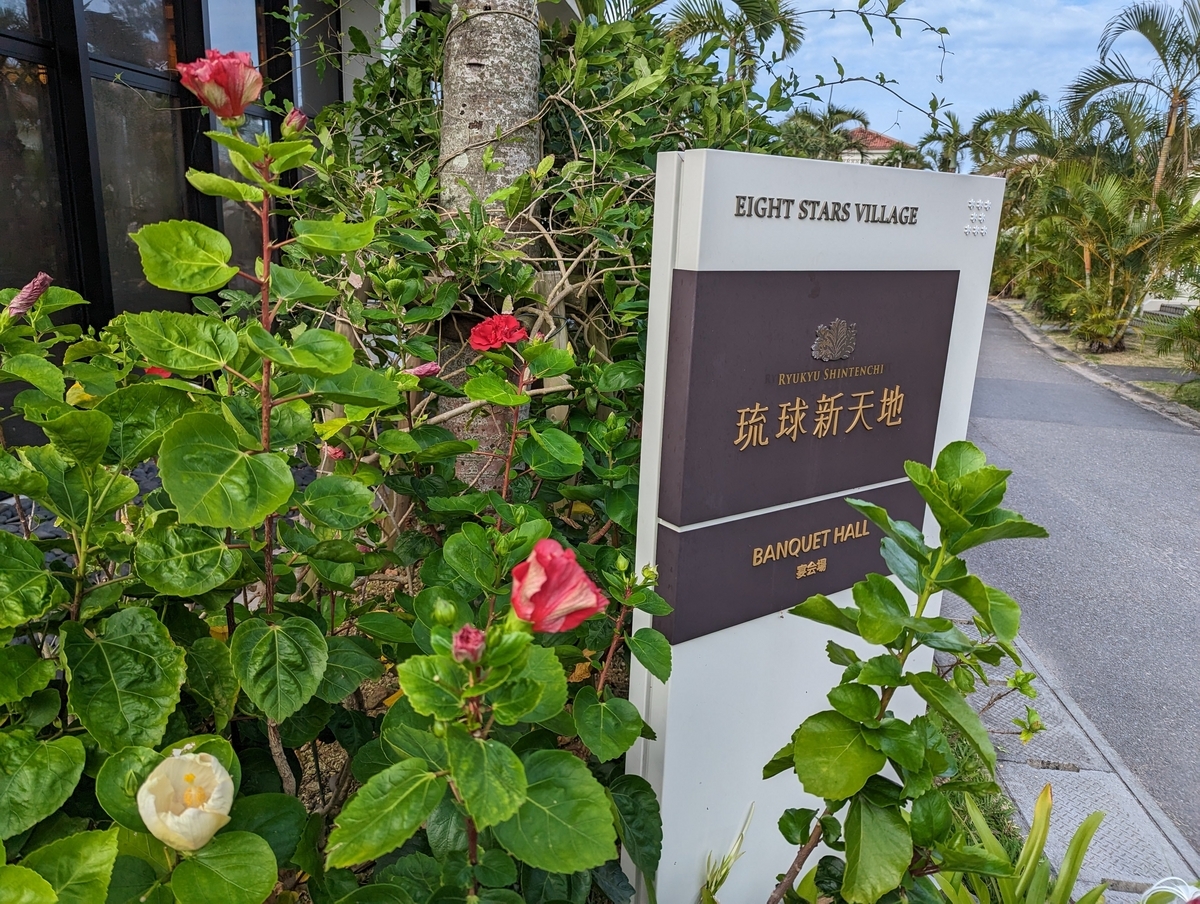 EIGHT STARS VILLAGE
RYUKYU SHINTENCHI
琉球新天地
BANQUET HALL
宴会場